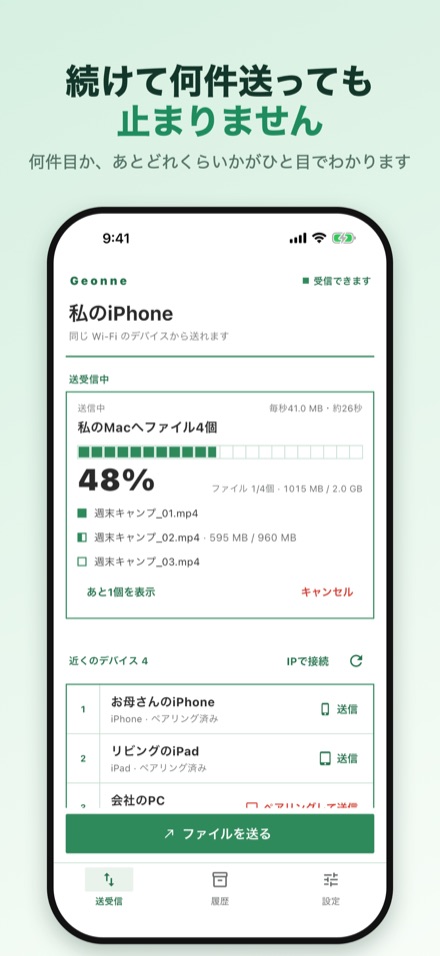 続けて何件送っても
止まりません
何件目か、あとどれくらいかがひと目でわかります
9:41
Geonne
受信できます
私のiPhone
同じ Wi-Fi のデバイスから送れます
送受信中
送信中
毎秒41.0 MB・約26秒
私のMacへファイル4個
48%
ファイル 1/4個・1015 MB / 2.0 GB
週末キャンプ_01.mp4
週末キャンプ_02.mp4・595 MB / 960 MB
週末キャンプ_03.mp4
あと1個を表示
キャンセル
近くのデバイス 4
IPで接続
1
お母さんのiPhone
iPhone・ペアリング済み
送信
2
リビングのiPad
iPad・ペアリング済み
送信
3
会社のPC
ペアリングして送信
ファイルを送る
送受信
履歴
設定